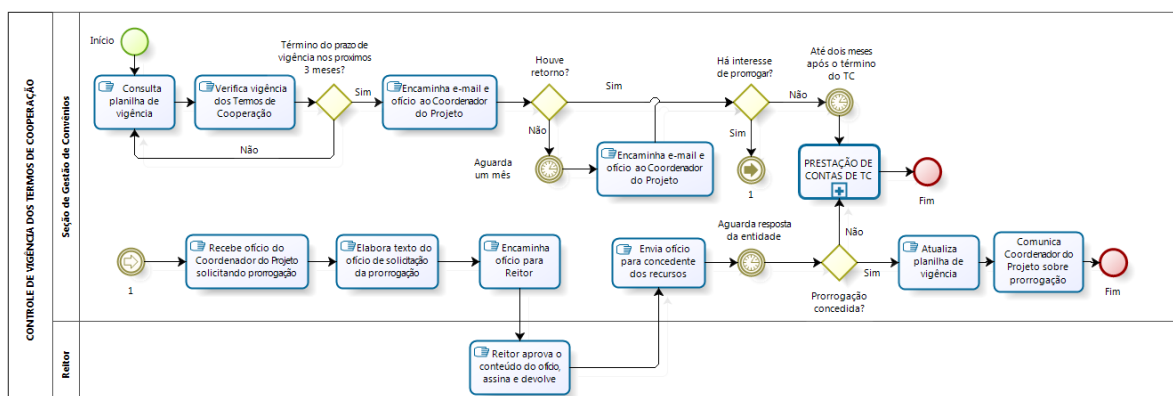 CONTROLE DE VIGÊNCIA DOS TERMOS DE COOPERAÇÃO
Seção de Gestão de Convênios
Início
Consulta
planilha de
vigência
Verifica vigência
dos Termos de
Cooperação
Término do prazo de
vigência nos proximos
3 meses?
Sim
Não
Encaminha e-mail e
ofício ao Coordenador
do Projeto
Houve
retorno?
Sim
Não
Aguarda
um mês
Encaminha e-mail e
ofício ao Coordenador
do Projeto
Há interesse
de prorrogar?
Não
Sim
1
Até dois meses
após o término
do TC
PRESTAÇÃO DE
CONTAS DE TC
Fim
1
Recebe ofício do
Coordenador do Projeto
solicitando prorrogação
Elabora texto do
ofício de solicitação
da prorrogação
Encaminha
ofício para
Reitor
Envia ofício
para concedente
dos recursos
Aguarda resposta
da entidade
Não
Sim
Prorrogação
concedida?
Atualiza
planilha de
vigência
Comunica
Coordenador do
Projeto sobre
prorrogação
Fim
Reitor
Reitor aprova o
conteúdo do ofício,
assina e devolve